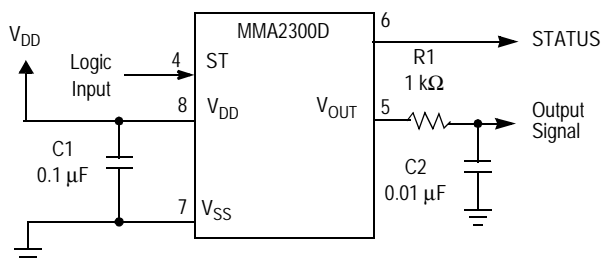 MMA2300D
6
STATUS
V_DD
Logic
Input
4
ST
R1
1 kΩ
8
V_DD
V_OUT
5
Output
Signal
C1
0.1 µF
C2
0.01 µF
7
V_SS